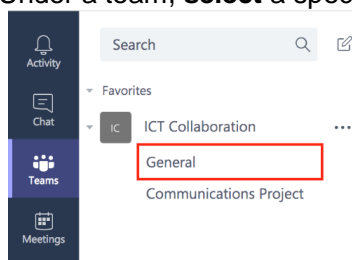 Under a team, select a spec
Search
Activity
Favorites
Chat
IC ICT Collaboration ...
General
Teams
Communications Project
Meetings